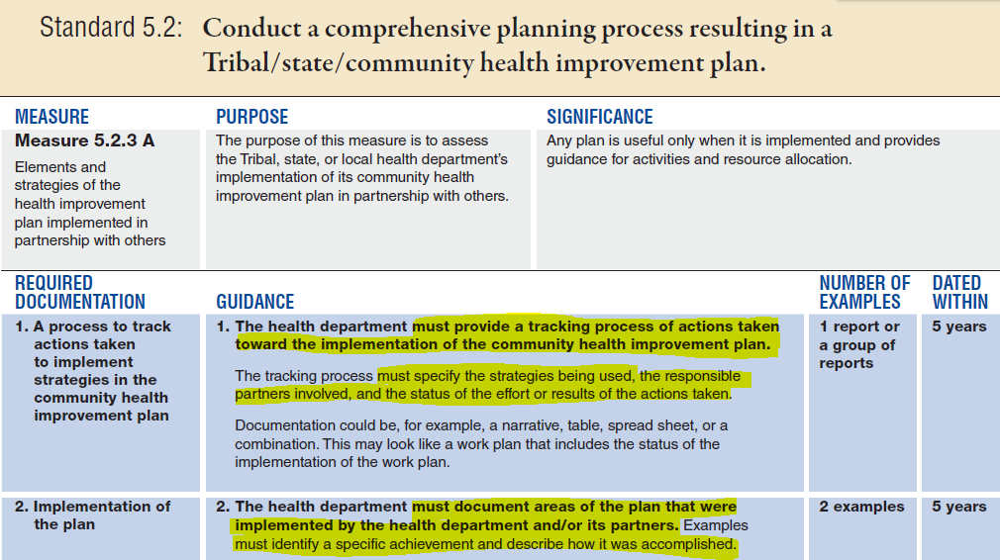 Standard 5.2: Conduct a comprehensive planning process resulting in a
Tribal/state/community health improvement plan.
MEASURE
Measure 5.2.3 A
Elements and
strategies of the
health improvement
plan implemented in
partnership with others
PURPOSE
The purpose of this measure is to assess
the Tribal, state, or local health department's
implementation of its community health
improvement plan in partnership with others.
SIGNIFICANCE
Any plan is useful only when it is implemented and provides
guidance for activities and resource allocation.
REQUIRED
DOCUMENTATION
GUIDANCE
NUMBER OF
EXAMPLES
DATED
WITHIN
1. A process to track
actions taken
to implement
strategies in the
community health
improvement plan
1. The health department must provide a tracking process of actions taken
toward the implementation of the community health improvement plan.
The tracking process must specify the strategies being used, the responsible
partners involved, and the status of the effort or results of the actions taken.
Documentation could be, for example, a narrative, table, spread sheet, or a
combination. This may look like a work plan that includes the status of the
implementation of the work plan.
1 report or
a group of
reports
5 years
2. Implementation of
the plan
2. The health department must document areas of the plan that were
implemented by the health department and/or its partners. Examples
must identify a specific achievement and describe how it was accomplished.
2 examples
5 years